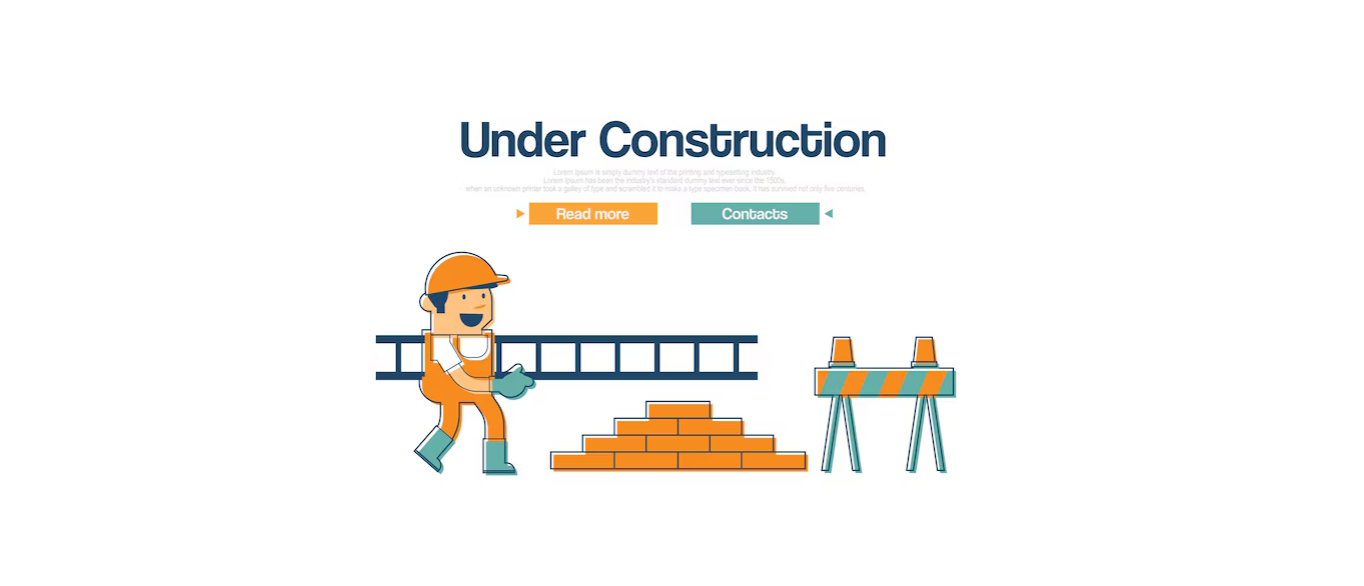 Under Construction
Lorem Ipsum is simply dummy text of the printing and typesetting industry.
Lorem Ipsum has been the industry's standard dummy text ever since the 1500s,
when an unknown printer took a galley of type and scrambled it to make a type specimen book. It has survived not only five centuries.
Read more
Contacts